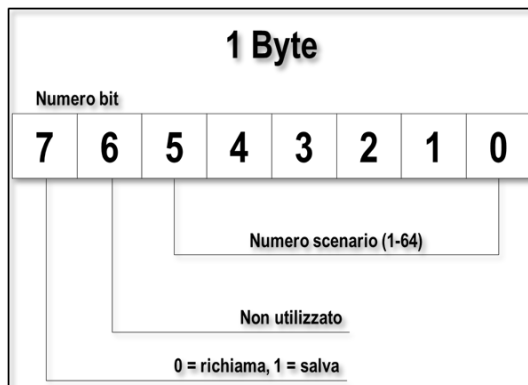 1 Byte
Numero bit
7 6 5 4 3 2 1 0
Numero scenario (1-64)
Non utilizzato
0 = richiama, 1 = salva